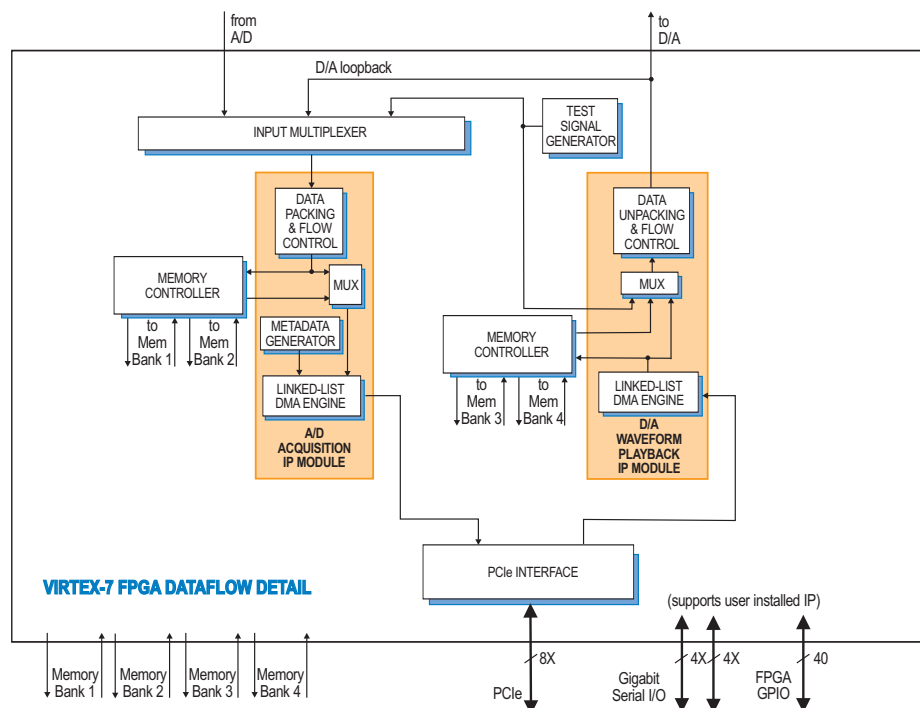 from
A/D
to
D/A
D/A loopback
INPUT MULTIPLEXER
TEST
SIGNAL
GENERATOR
DATA
PACKING
& FLOW
CONTROL
DATA
UNPACKING
& FLOW
CONTROL
MEMORY
CONTROLLER
MUX
MUX
to
Mem
Bank 1
to
Mem
Bank 2
METADATA
GENERATOR
MEMORY
CONTROLLER
LINKED-LIST
DMA ENGINE
to
Mem
Bank 3
to
Mem
Bank 4
LINKED-LIST
DMA ENGINE
A/D
ACQUISITION
IP MODULE
D/A
WAVEFORM
PLAYBACK
IP MODULE
PCIe INTERFACE
VIRTEX-7 FPGA DATAFLOW DETAIL
(supports user installed IP)
Memory
Bank 1
Memory
Bank 2
Memory
Bank 3
Memory
Bank 4
8X
PCIe
4X
4X
Gigabit
Serial I/O
40
FPGA
GPIO